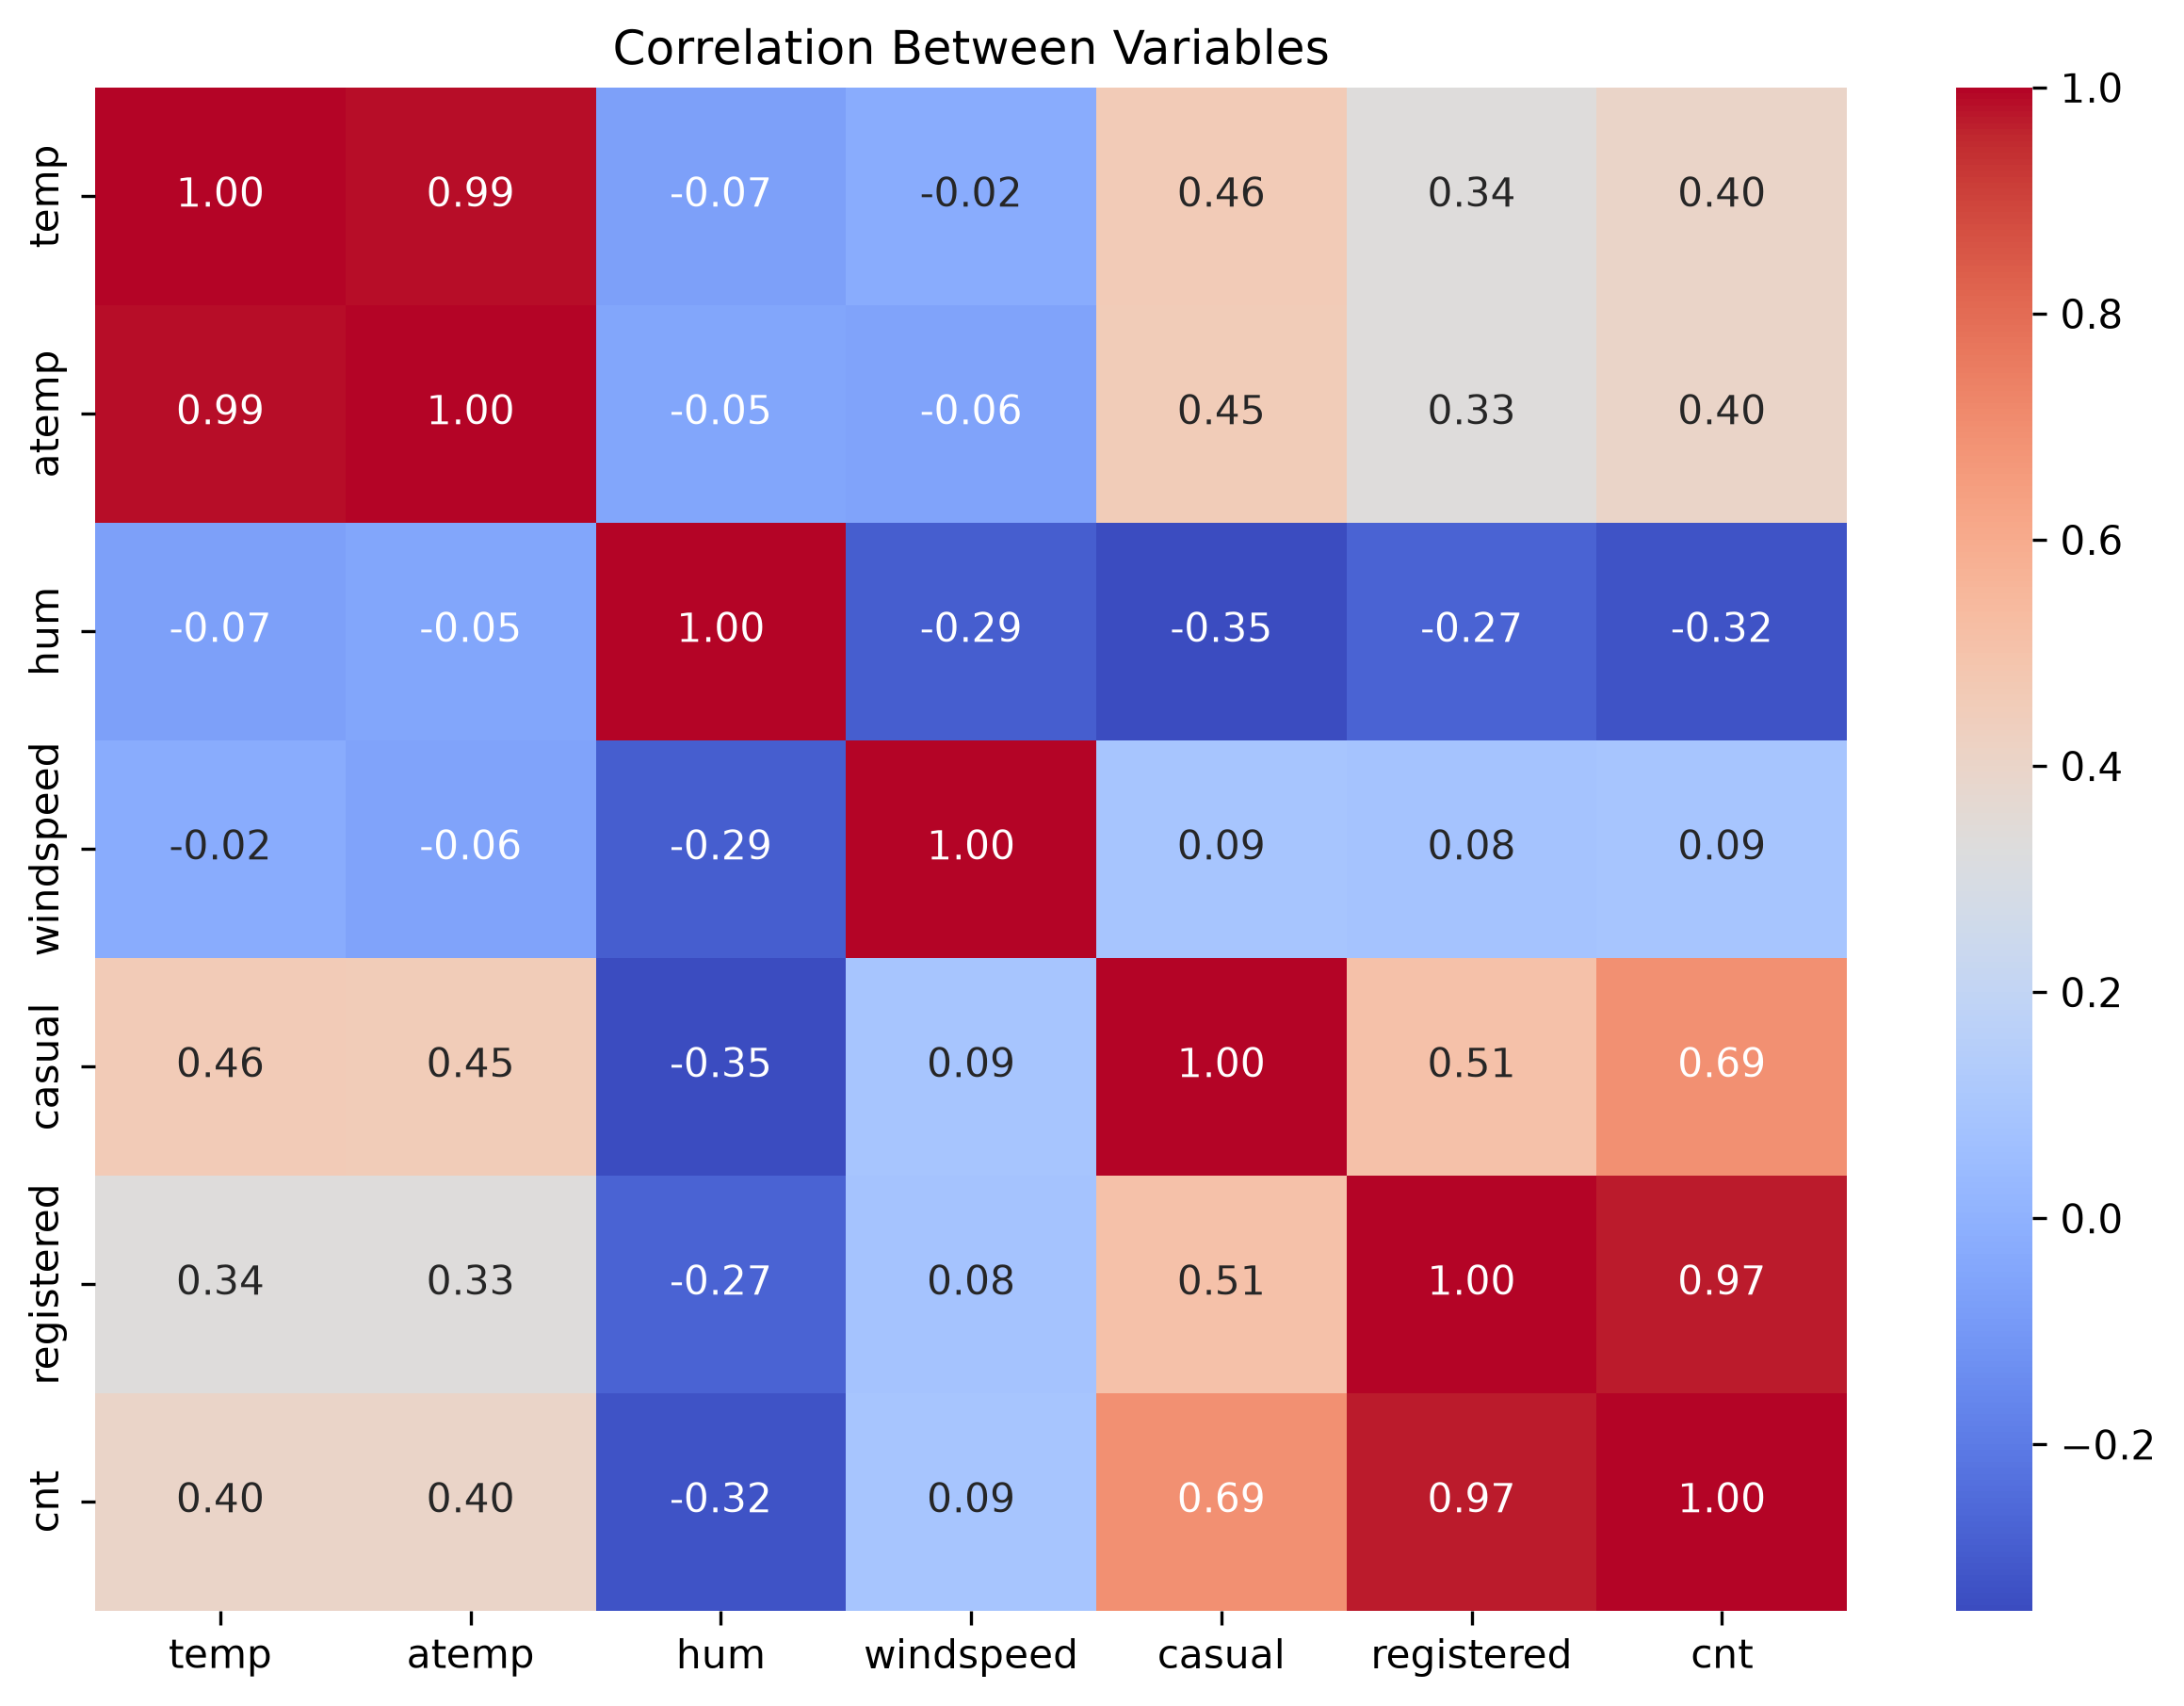 Correlation Between Variables
temp 1.00 0.99 -0.07 -0.02 0.46 0.34 0.40
atemp 0.99 1.00 -0.05 -0.06 0.45 0.33 0.40
hum -0.07 -0.05 1.00 -0.29 -0.35 -0.27 -0.32
windspeed -0.02 -0.06 -0.29 1.00 0.09 0.08 0.09
casual 0.46 0.45 -0.35 0.09 1.00 0.51 0.69
registered 0.34 0.33 -0.27 0.08 0.51 1.00 0.97
cnt 0.40 0.40 -0.32 0.09 0.69 0.97 1.00
temp atemp hum windspeed casual registered cnt
1.0
0.8
0.6
0.4
0.2
0.0
−0.2